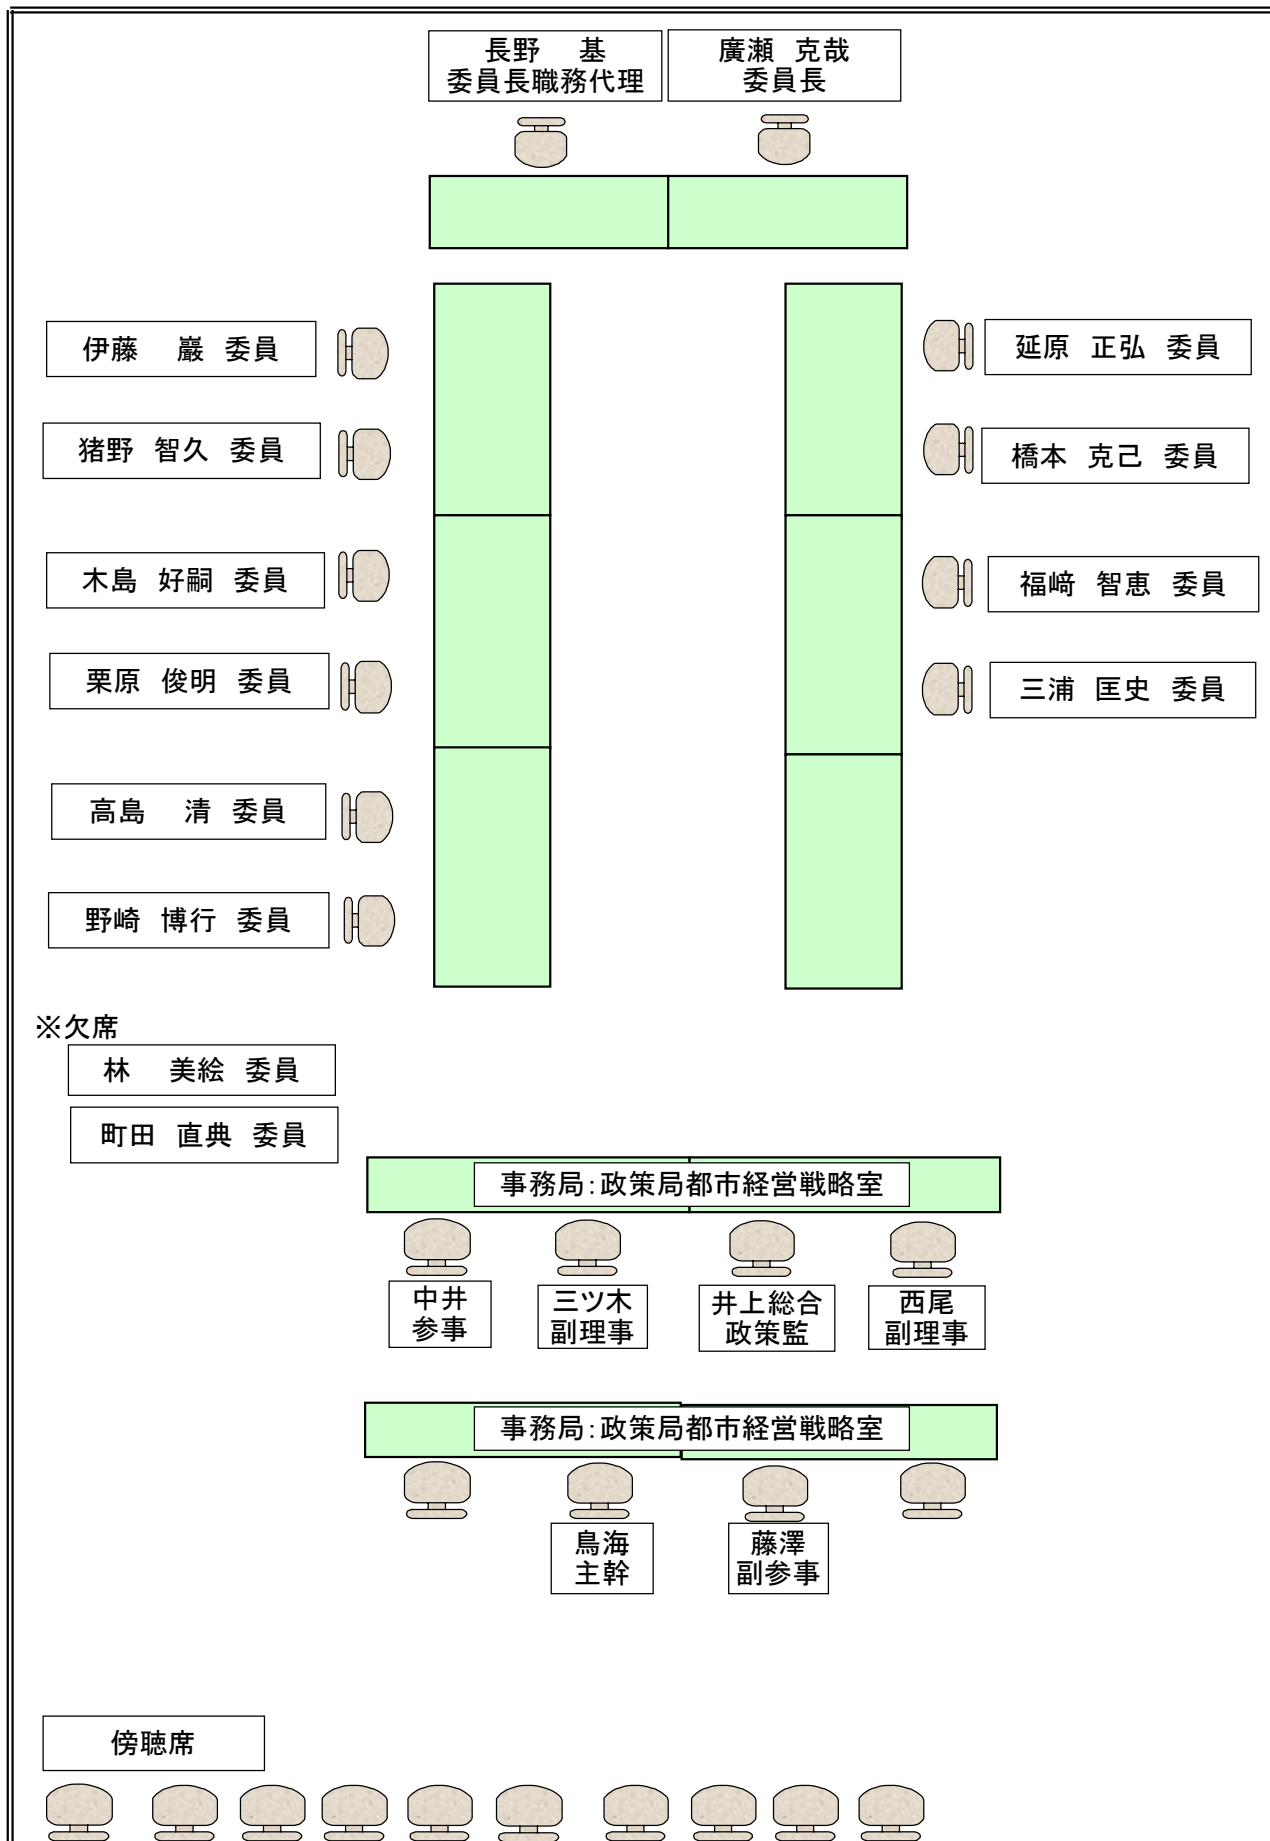 長野　基
委員長職務代理
廣瀬 克哉
委員長
伊藤　巖 委員
延原 正弘 委員
猪野 智久 委員
橋本 克己 委員
木島 好嗣 委員
福﨑 智恵 委員
栗原 俊明 委員
三浦 匡史 委員
高島　清 委員
野崎 博行 委員
※欠席
林　美絵 委員
町田 直典 委員
事務局：政策局都市経営戦略室
中井
参事
三ツ木
副理事
井上総合
政策監
西尾
副理事
事務局：政策局都市経営戦略室
鳥海
主幹
藤澤
副参事
傍聴席